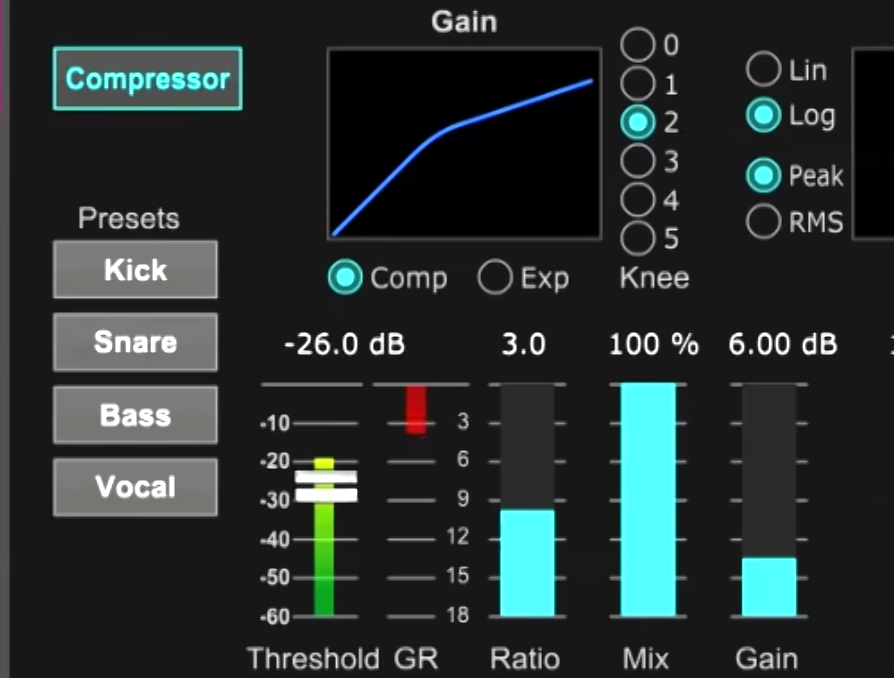 Gain
Compressor
0
1
2
3
4
5
Knee
Lin
Log
Peak
RMS
Comp Exp
Presets
Kick
Snare
Bass
Vocal
-26.0 dB 3.0 100 % 6.00 dB
-10 3
-20 6
-30 9
-40 12
-50 15
-60 18
Threshold GR Ratio Mix Gain